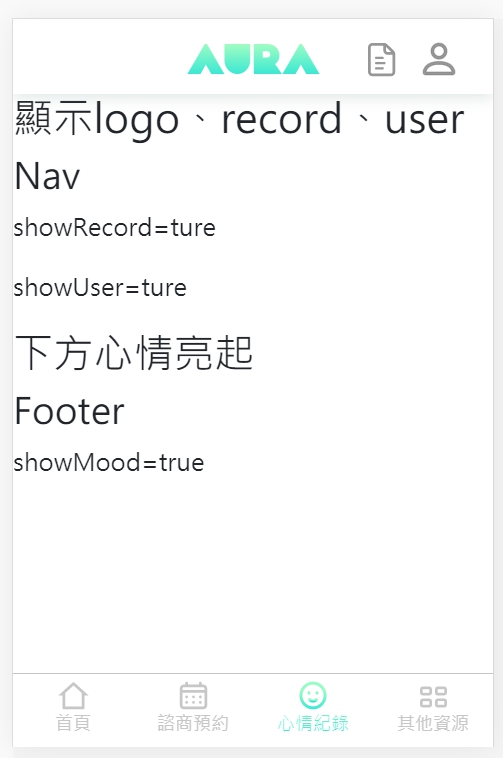 AURA
顯示logo、record、user
Nav
showRecord=ture
showUser=ture
下方心情亮起
Footer
showMood=true
首頁
諮商預約
心情紀錄
其他資源